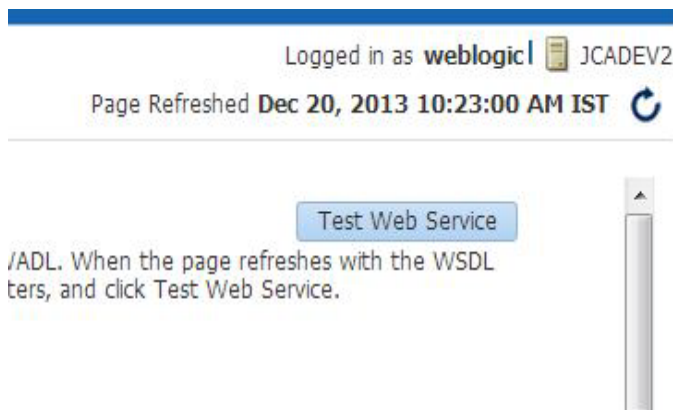 Logged in as weblogic JCADEV2
Page Refreshed Dec 20, 2013 10:23:00 AM IST
Test Web Service
/ADL. When the page refreshes with the WSDL
ters, and click Test Web Service.